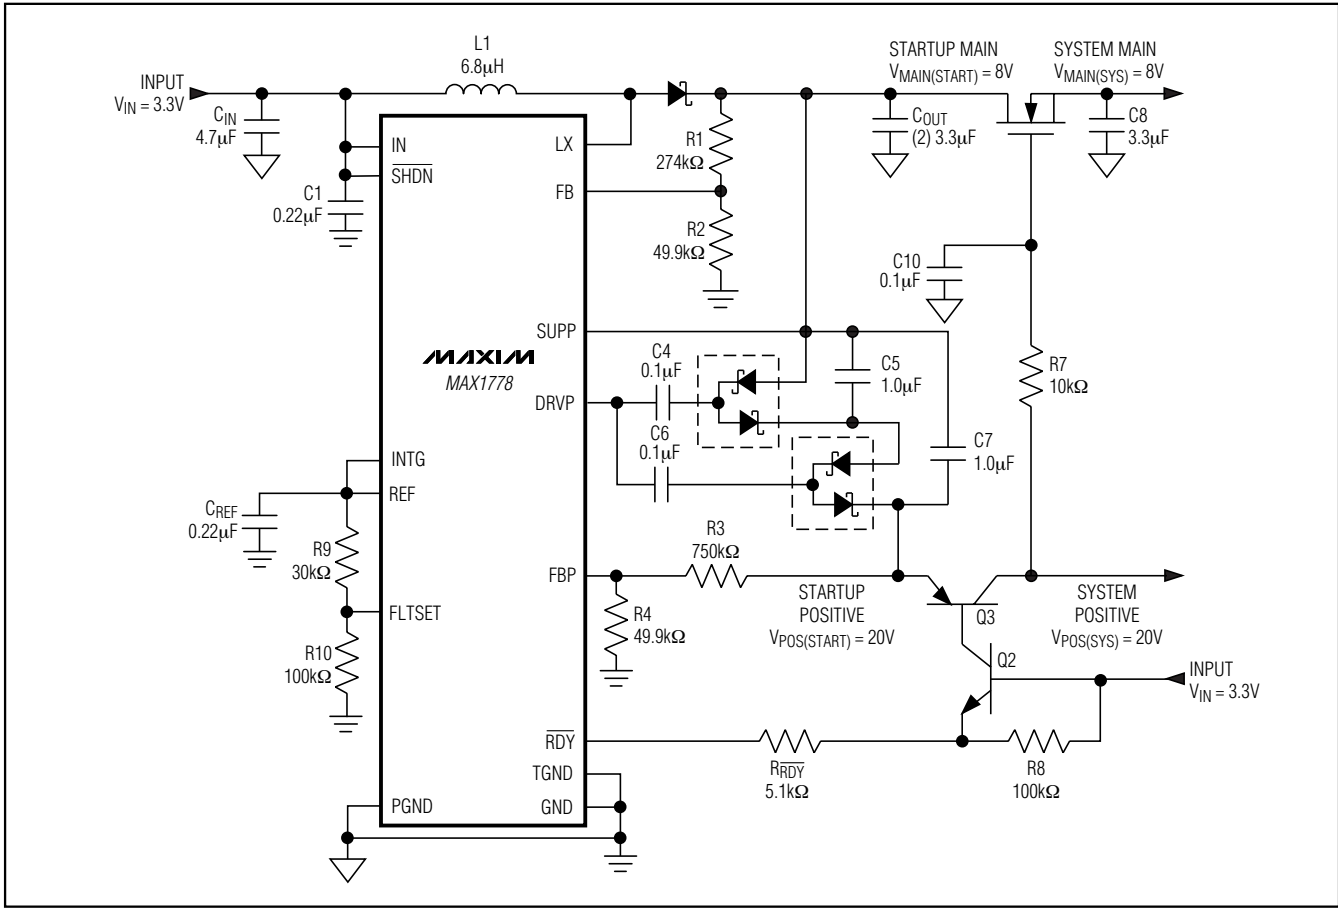 L1
6.8µH
INPUT
VIN = 3.3V
CIN
4.7µF
STARTUP MAIN
VMAIN(START) = 8V
SYSTEM MAIN
VMAIN(SYS) = 8V
COUT
(2) 3.3µF
C8
3.3µF
IN
SHDN
C1
0.22µF
LX
FB
R1
274kΩ
R2
49.9kΩ
C10
0.1µF
SUPP
MAXIM
MAX1778
DRVP
C4
0.1µF
C5
1.0µF
C6
0.1µF
C7
1.0µF
R7
10kΩ
INTG
REF
CREF
0.22µF
R9
30kΩ
FLTSET
R10
100kΩ
FBP
R3
750kΩ
R4
49.9kΩ
STARTUP
POSITIVE
VPOS(START) = 20V
Q3
SYSTEM
POSITIVE
VPOS(SYS) = 20V
Q2
INPUT
VIN = 3.3V
RDY
RRDY
5.1kΩ
R8
100kΩ
TGND
GND
PGND